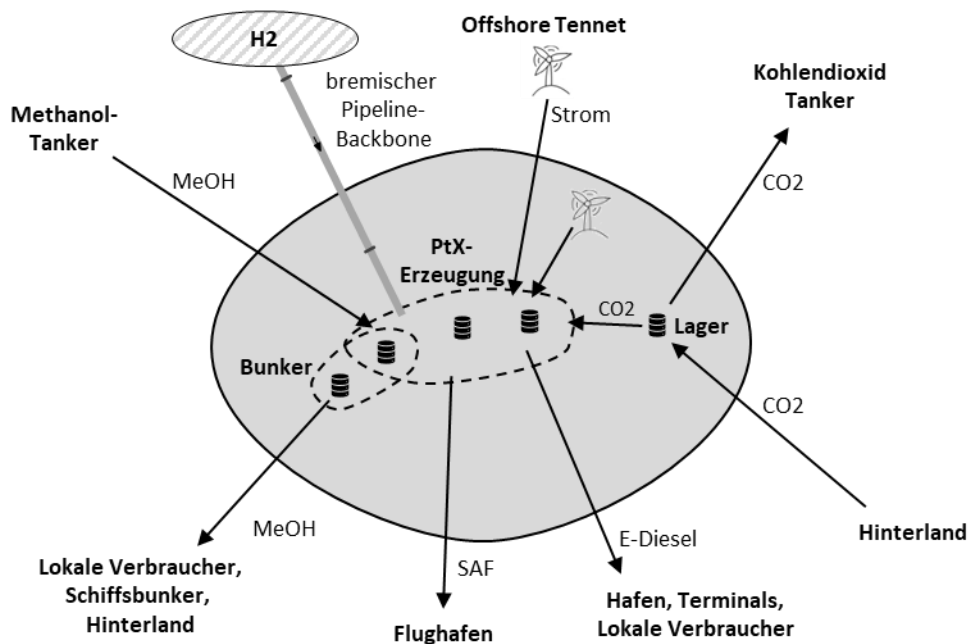 H2
Offshore Tennet
bremischer
Pipeline-
Backbone
Kohlendioxid
Tanker
Methanol-
Tanker
Strom
MeOH
CO2
PtX-
Erzeugung
CO2
Lager
Bunker
CO2
MeOH
Hinterland
E-Diesel
SAF
Lokale Verbraucher,
Schiffsbunker,
Hinterland
Flughafen
Hafen, Terminals,
Lokale Verbraucher